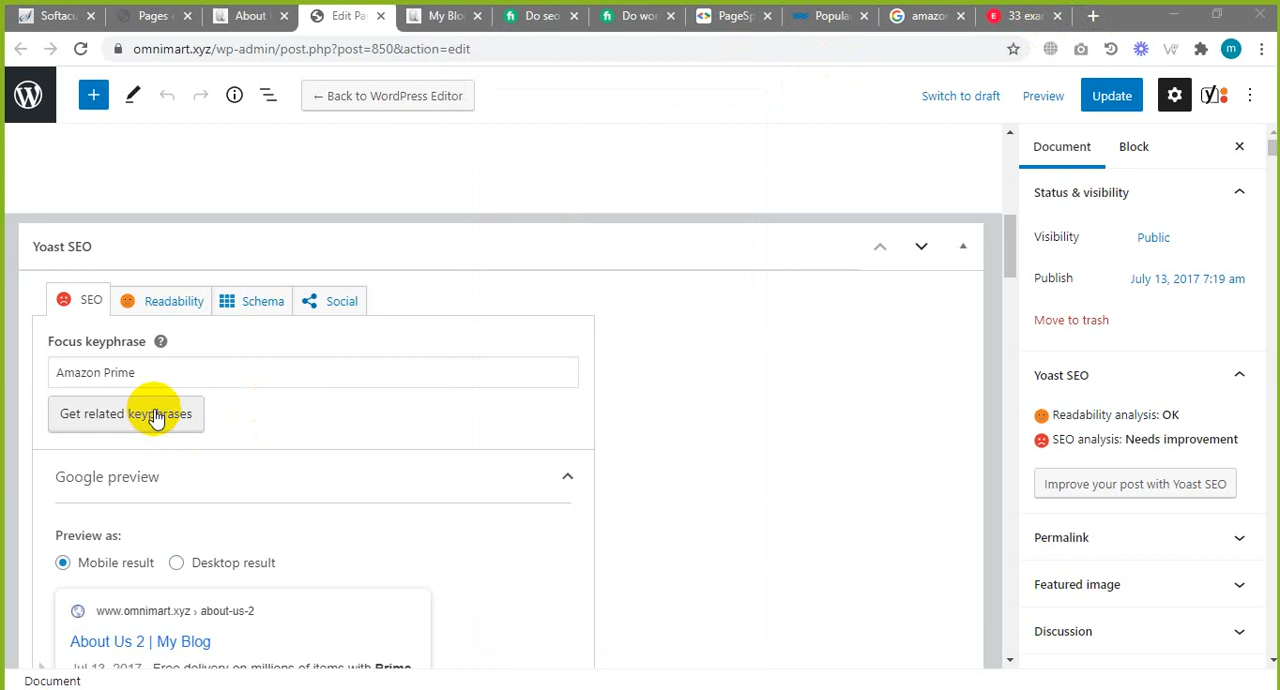 Softacu
Pages
About
Edit Pa
My Blo
Do seo
Do wo
PageSp
Popula
amazor
33 exa
omnimart.xyz/wp-admin/post.php?post=850&action=edit
m
← Back to WordPress Editor
Switch to draft
Preview
Update
Document
Block
Status & visibility
Visibility
Public
Publish
July 13, 2017 7:19 am
Move to trash
Yoast SEO
Readability analysis: OK
SEO analysis: Needs improvement
Improve your post with Yoast SEO
Permalink
Featured image
Discussion
Yoast SEO
SEO
Readability
Schema
Social
Focus keyphrase
Amazon Prime
Get related keyphrases
Google preview
Preview as:
Mobile result
Desktop result
www.omnimart.xyz › about-us-2
About Us 2 | My Blog
Jul 13, 2017 · Free delivery on millions of items with Prime
Document